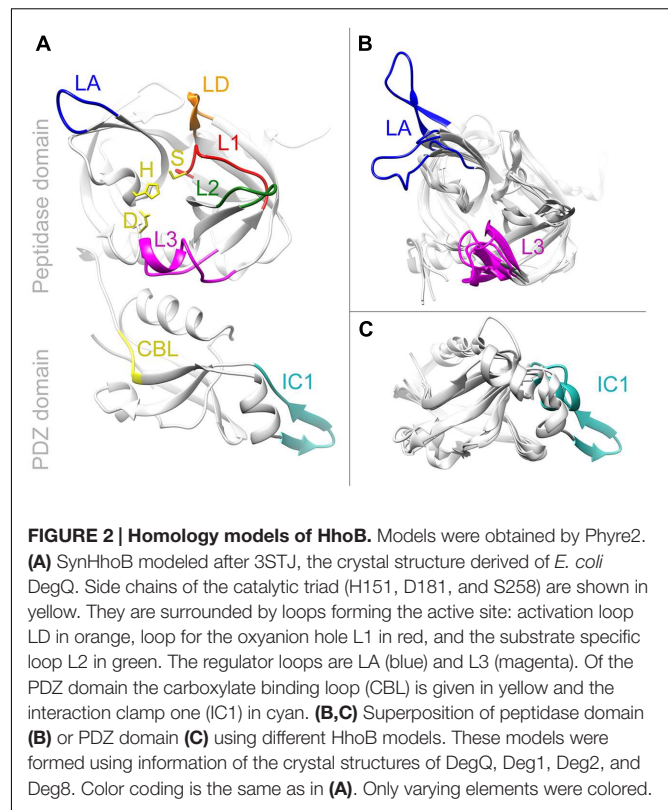 A
LA
LD
L1
S
H
L2
D
L3
Peptidase domain
CBL
IC1
PDZ domain
B
LA
L3
C
IC1
FIGURE 2 | Homology models of HhoB. Models were obtained by Phyre2.
(A) SynHhoB modeled after 3STJ, the crystal structure derived of E. coli
DegQ. Side chains of the catalytic triad (H151, D181, and S258) are shown in
yellow. They are surrounded by loops forming the active site: activation loop
LD in orange, loop for the oxyanion hole L1 in red, and the substrate specific
loop L2 in green. The regulator loops are LA (blue) and L3 (magenta). Of the
PDZ domain the carboxylate binding loop (CBL) is given in yellow and the
interaction clamp one (IC1) in cyan. (B,C) Superposition of peptidase domain
(B) or PDZ domain (C) using different HhoB models. These models were
formed using information of the crystal structures of DegQ, Deg1, Deg2, and
Deg8. Color coding is the same as in (A). Only varying elements were colored.